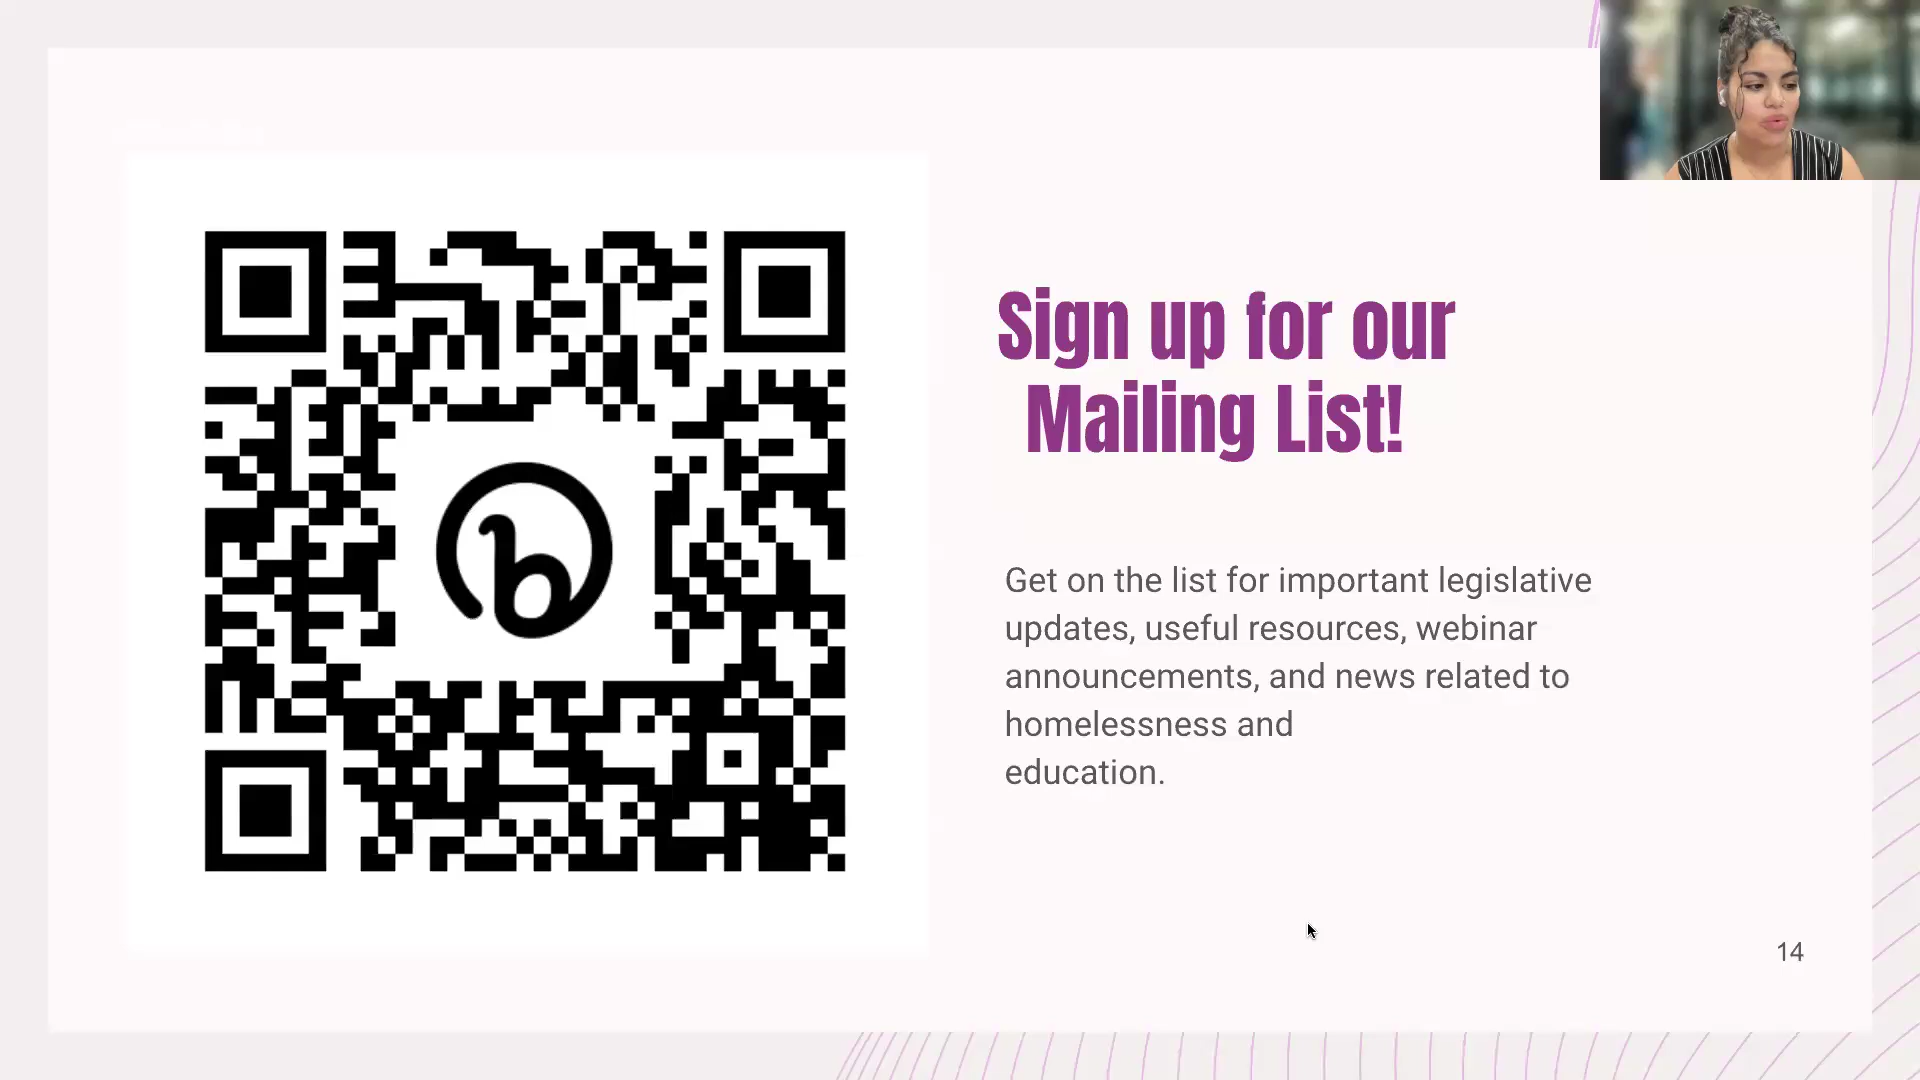 Sign up for our
Mailing List!
Get on the list for important legislative
updates, useful resources, webinar
announcements, and news related to
homelessness and
education.
14